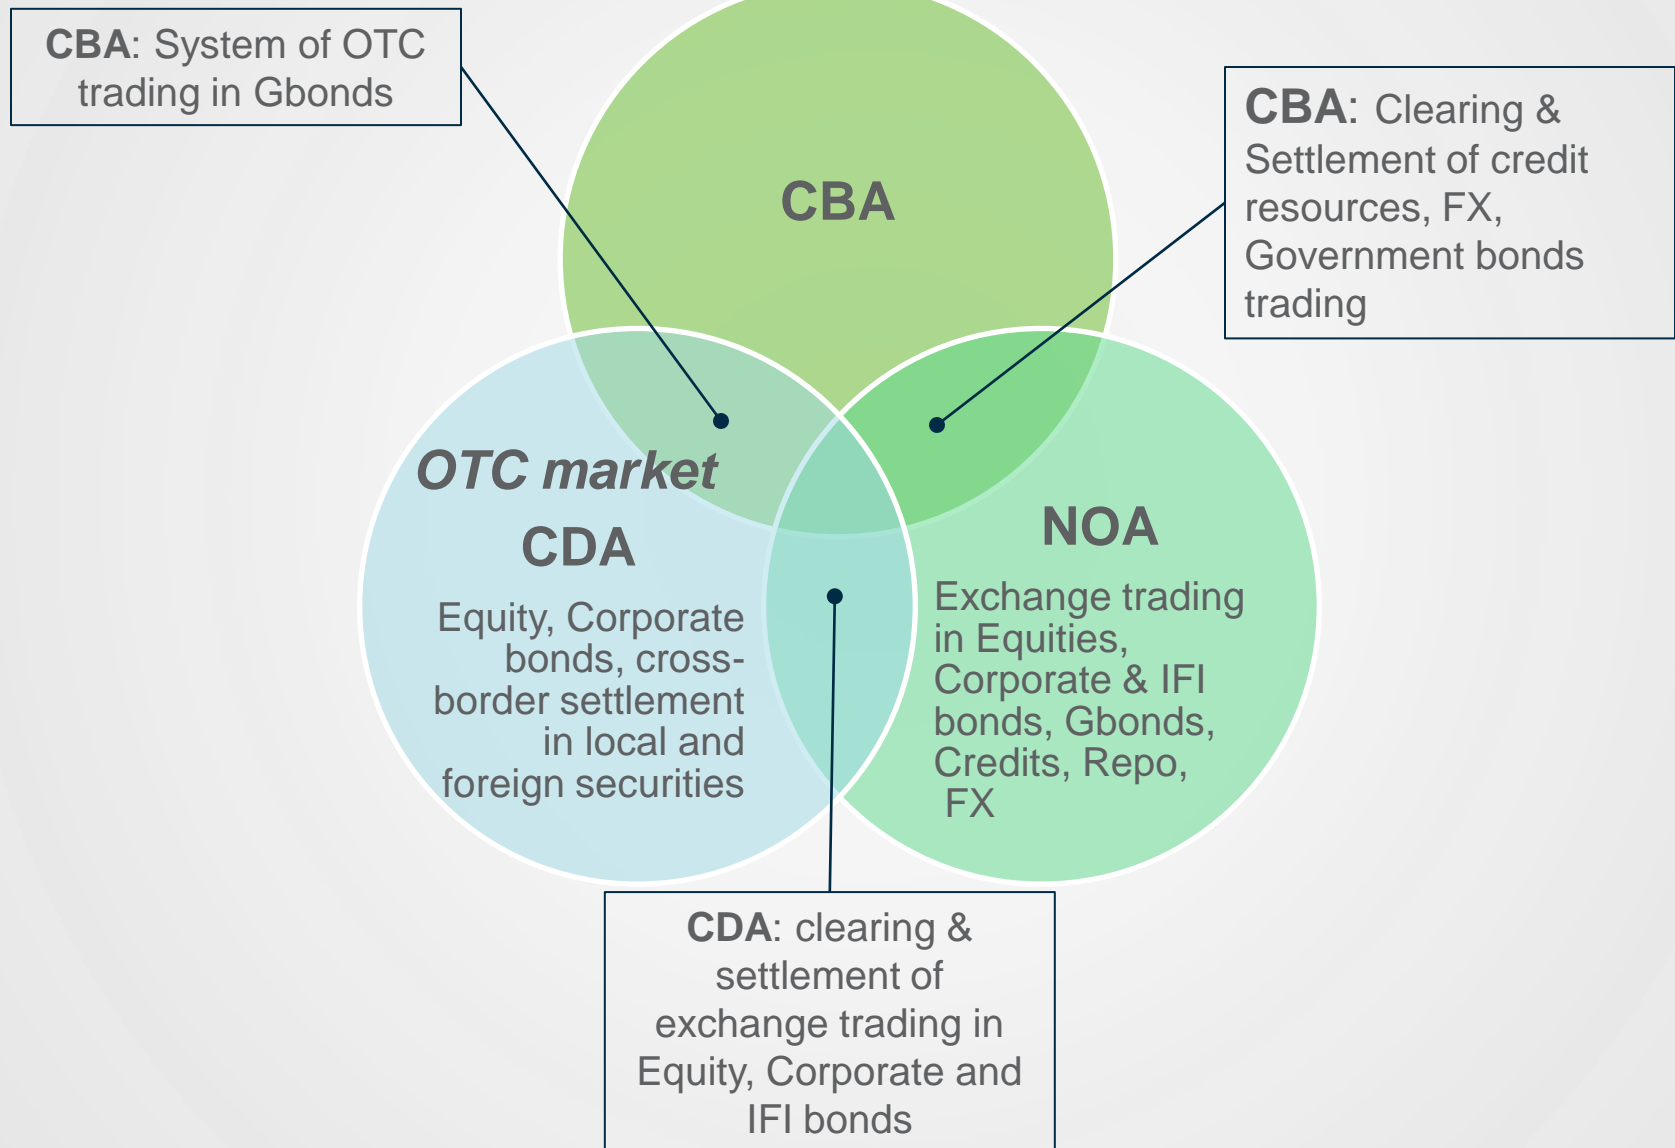 CBA: System of OTC
trading in Gbonds
CBA: Clearing &
Settlement of credit
resources, FX,
Government bonds
trading
CBA
OTC market
CDA
Equity, Corporate
bonds, cross-
border settlement
in local and
foreign securities
NOA
Exchange trading
in Equities,
Corporate & IFI
bonds, Gbonds,
Credits, Repo,
FX
CDA: clearing &
settlement of
exchange trading in
Equity, Corporate and
IFI bonds